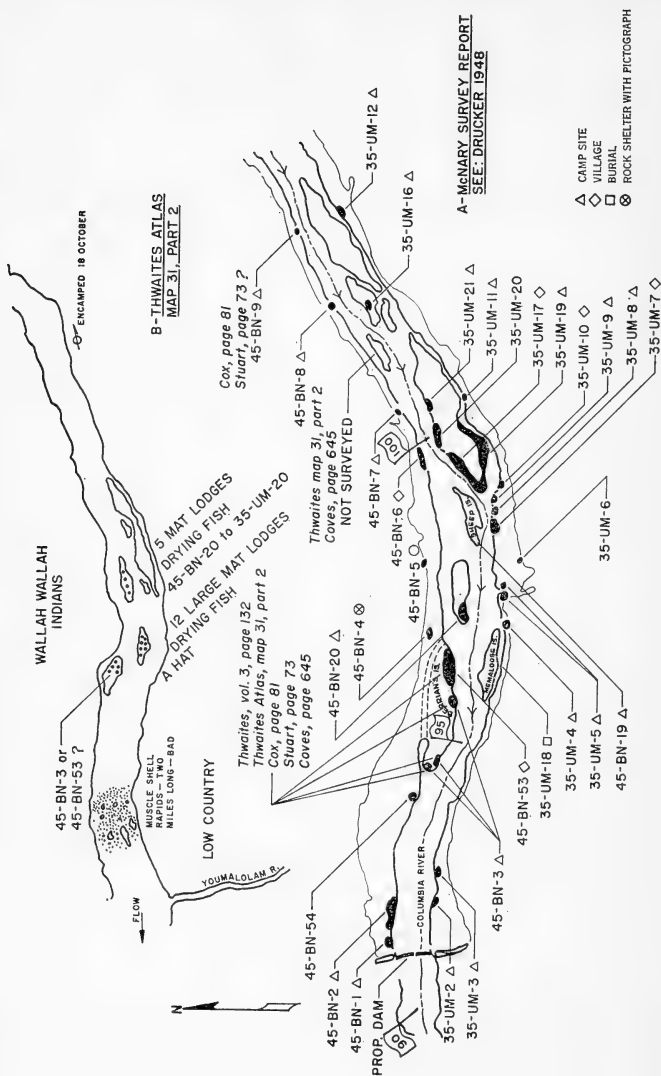 WALLAH WALLAH
INDIANS
ENCAMPED 18 OCTOBER
B-THWAITES ATLAS
MAP 31, PART 2
45-BN-3 or
45-BN-53 ?
MUSCLE SHELL
RAPIDS - TWO
MILES LONG - BAD
5 MAT LODGES
DRYING FISH
45-BN-20 to 35-UM-20
12 LARGE MAT LODGES
DRYING FISH
A HAT
LOW COUNTRY
FLOW
YOUMALOLAM R.
N
Cox, page 81
Stuart, page 73 ?
45-BN-9 △
45-BN-8 △
Thwaites map 31, part 2
Coves, page 645
NOT SURVEYED
45-BN-7 △
100
45-BN-6 ◇
45-BN-5 ○
45-BN-4 ⊗
45-BN-20 △
Thwaites, vol. 3, page 132
Thwaites Atlas, map 31, part 2
Cox, page 81
Stuart, page 73
Coves, page 645
45-BN-54
45-BN-2 △
45-BN-1 △
PROP. DAM
90
95
SHEEP IS.
MEMALOOSE IS.
COLUMBIA RIVER
35-UM-12 △
35-UM-16 △
35-UM-21 △
35-UM-11 △
35-UM-20
35-UM-17 ◇
35-UM-19 △
35-UM-10 ◇
35-UM-9 △
35-UM-8 △
35-UM-7 ◇
35-UM-6
45-BN-19 △
35-UM-5 △
35-UM-4 △
35-UM-18 □
45-BN-53 ◇
45-BN-3 △
35-UM-3 △
35-UM-2 △
A-McNARY SURVEY REPORT
SEE: DRUCKER 1948
△ CAMP SITE
◇ VILLAGE
□ BURIAL
⊗ ROCK SHELTER WITH PICTOGRAPH